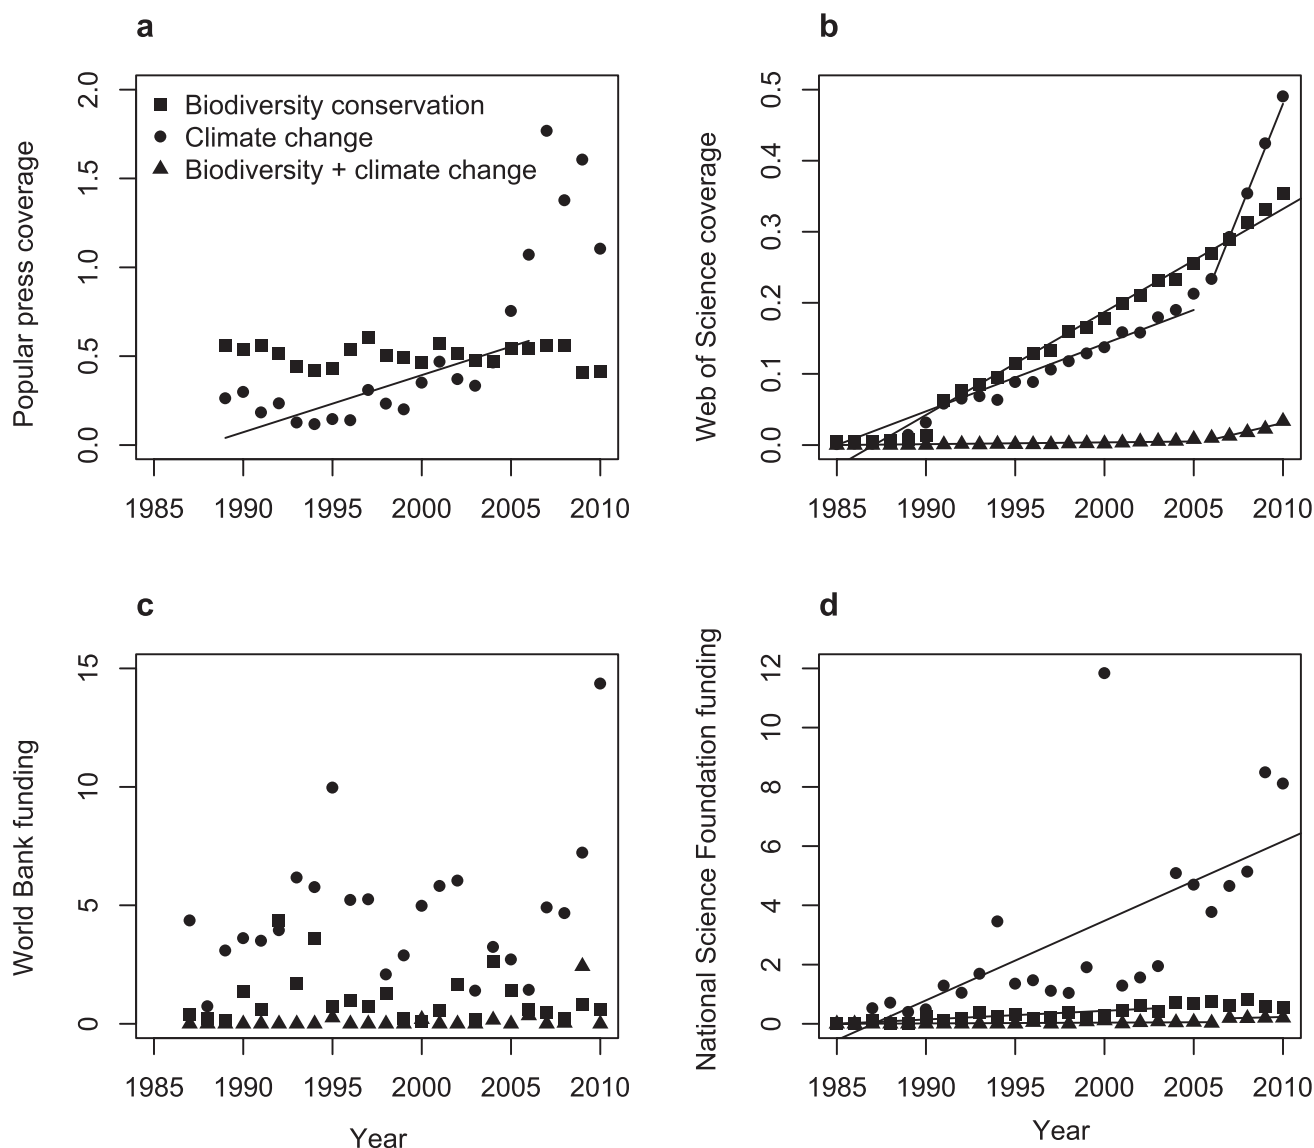 a
Popular press coverage
2.0
1.5
1.0
0.5
0.0
Biodiversity conservation
Climate change
Biodiversity + climate change
1985 1990 1995 2000 2005 2010
b
Web of Science coverage
0.5
0.4
0.3
0.2
0.1
0.0
1985 1990 1995 2000 2005 2010
c
World Bank funding
15
10
5
0
1985 1990 1995 2000 2005 2010
Year
d
National Science Foundation funding
12
10
8
6
4
2
0
1985 1990 1995 2000 2005 2010
Year